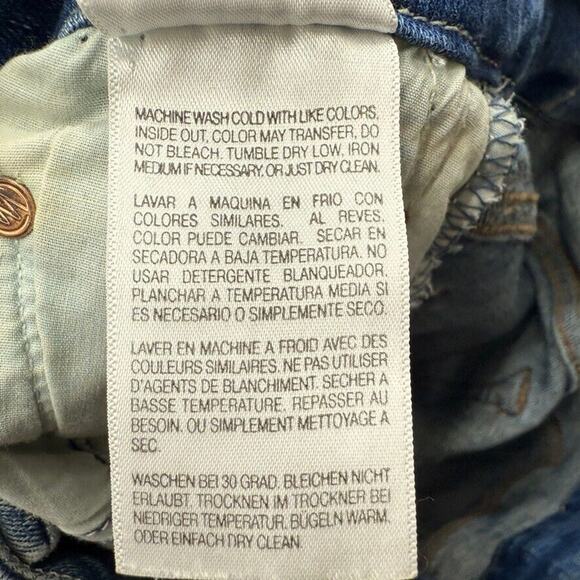 MACHINE WASH COLD WITH LIKE COLORS,
INSIDE OUT, COLOR MAY TRANSFER, DO
NOT BLEACH. TUMBLE DRY LOW, IRON
MEDIUM IF NECESSARY, OR JUST DRY CLEAN.
LAVAR A MAQUINA EN FRIO CON
COLORES SIMILARES. AL REVES.
COLOR PUEDE CAMBIAR. SECAR EN
SECADORA A BAJA TEMPERATURA. NO
USAR DETERGENTE BLANQUEADOR.
PLANCHAR A TEMPERATURA MEDIA SI
ES NECESARIO O SIMPLEMENTE SECO.
LAVER EN MACHINE A FROID AVEC DES
COULEURS SIMILAIRES. NE PAS UTILISER
D'AGENTS DE BLANCHIMENT. SECHER A
BASSE TEMPERATURE. REPASSER AU
BESOIN. OU SIMPLEMENT METTOYAGE A
SEC.
WASCHEN BEI 30 GRAD. BLEICHEN NICHT
ERLAUBT. TROCKNEN IM TROCKNER BEI
NIEDRIGER TEMPERATUR. BÜGELN WARM.
ODER EINFACH DRY CLEAN.